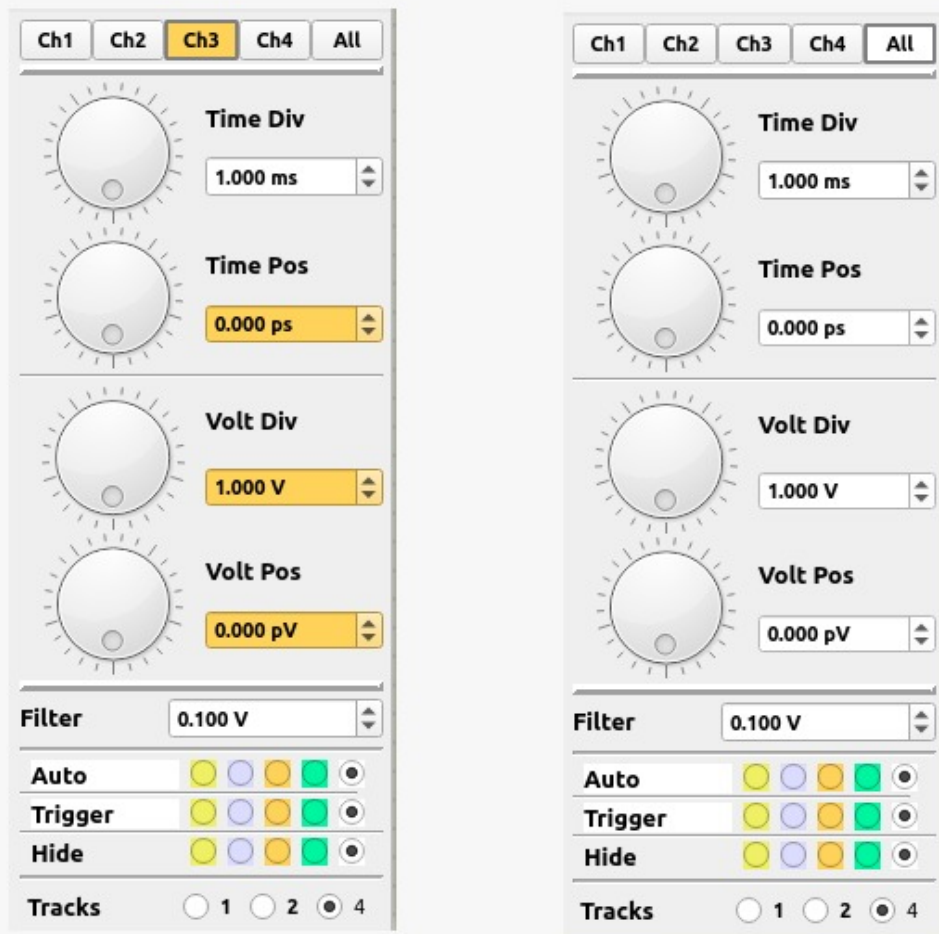 Ch1 Ch2 Ch3 Ch4 All
Time Div
1.000 ms
Time Pos
0.000 ps
Volt Div
1.000 V
Volt Pos
0.000 pV
Filter 0.100 V
Auto
Trigger
Hide
Tracks 1 2 4
Ch1 Ch2 Ch3 Ch4 All
Time Div
1.000 ms
Time Pos
0.000 ps
Volt Div
1.000 V
Volt Pos
0.000 pV
Filter 0.100 V
Auto
Trigger
Hide
Tracks 1 2 4